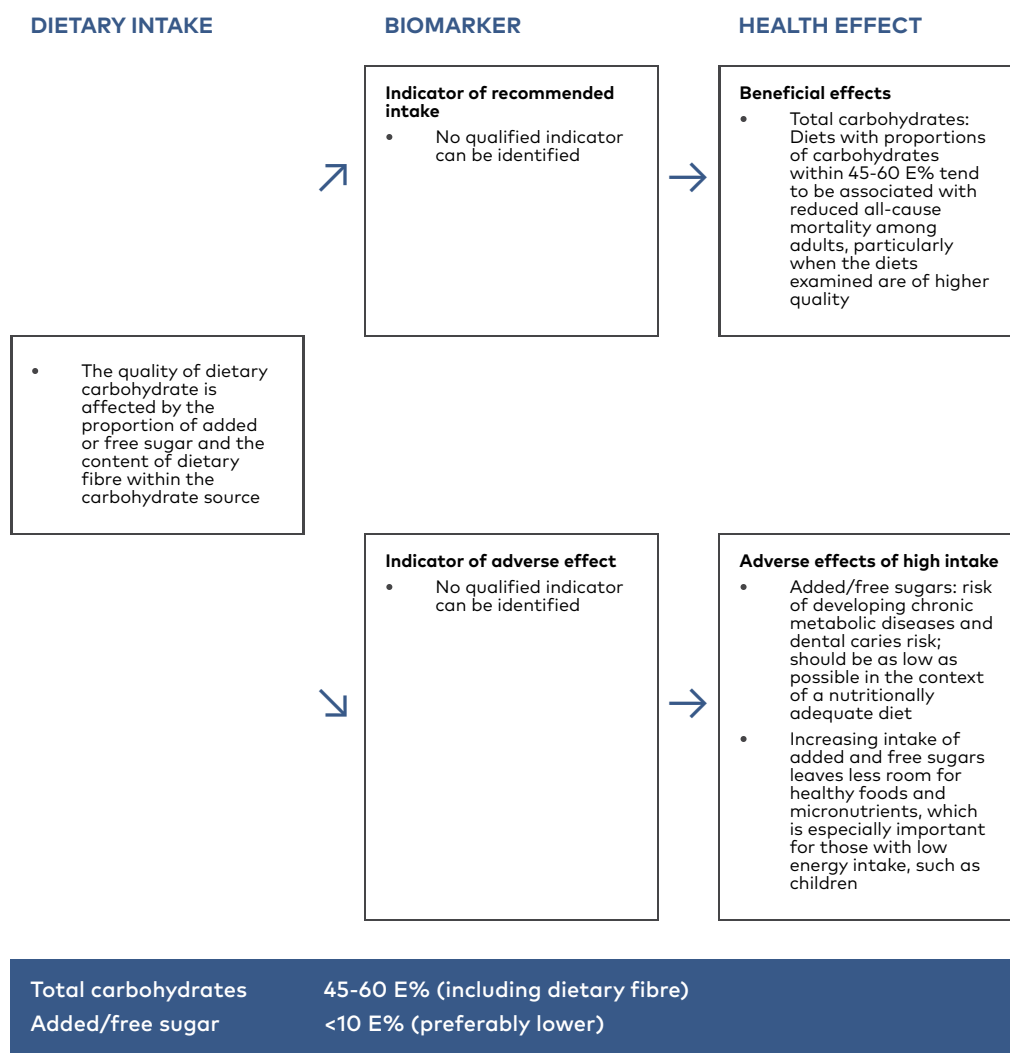 DIETARY INTAKE
BIOMARKER
HEALTH EFFECT
• The quality of dietary
carbohydrate is
affected by the
proportion of added
or free sugar and the
content of dietary
fibre within the
carbohydrate source
Indicator of recommended
intake
• No qualified indicator
can be identified
Beneficial effects
• Total carbohydrates:
Diets with proportions
of carbohydrates
within 45-60 E% tend
to be associated with
reduced all-cause
mortality among
adults, particularly
when the diets
examined are of higher
quality
Indicator of adverse effect
• No qualified indicator
can be identified
Adverse effects of high intake
• Added/free sugars: risk
of developing chronic
metabolic diseases and
dental caries risk;
should be as low as
possible in the context
of a nutritionally
adequate diet
• Increasing intake of
added and free sugars
leaves less room for
healthy foods and
micronutrients, which
is especially important
for those with low
energy intake, such as
children
Total carbohydrates 45-60 E% (including dietary fibre)
Added/free sugar <10 E% (preferably lower)